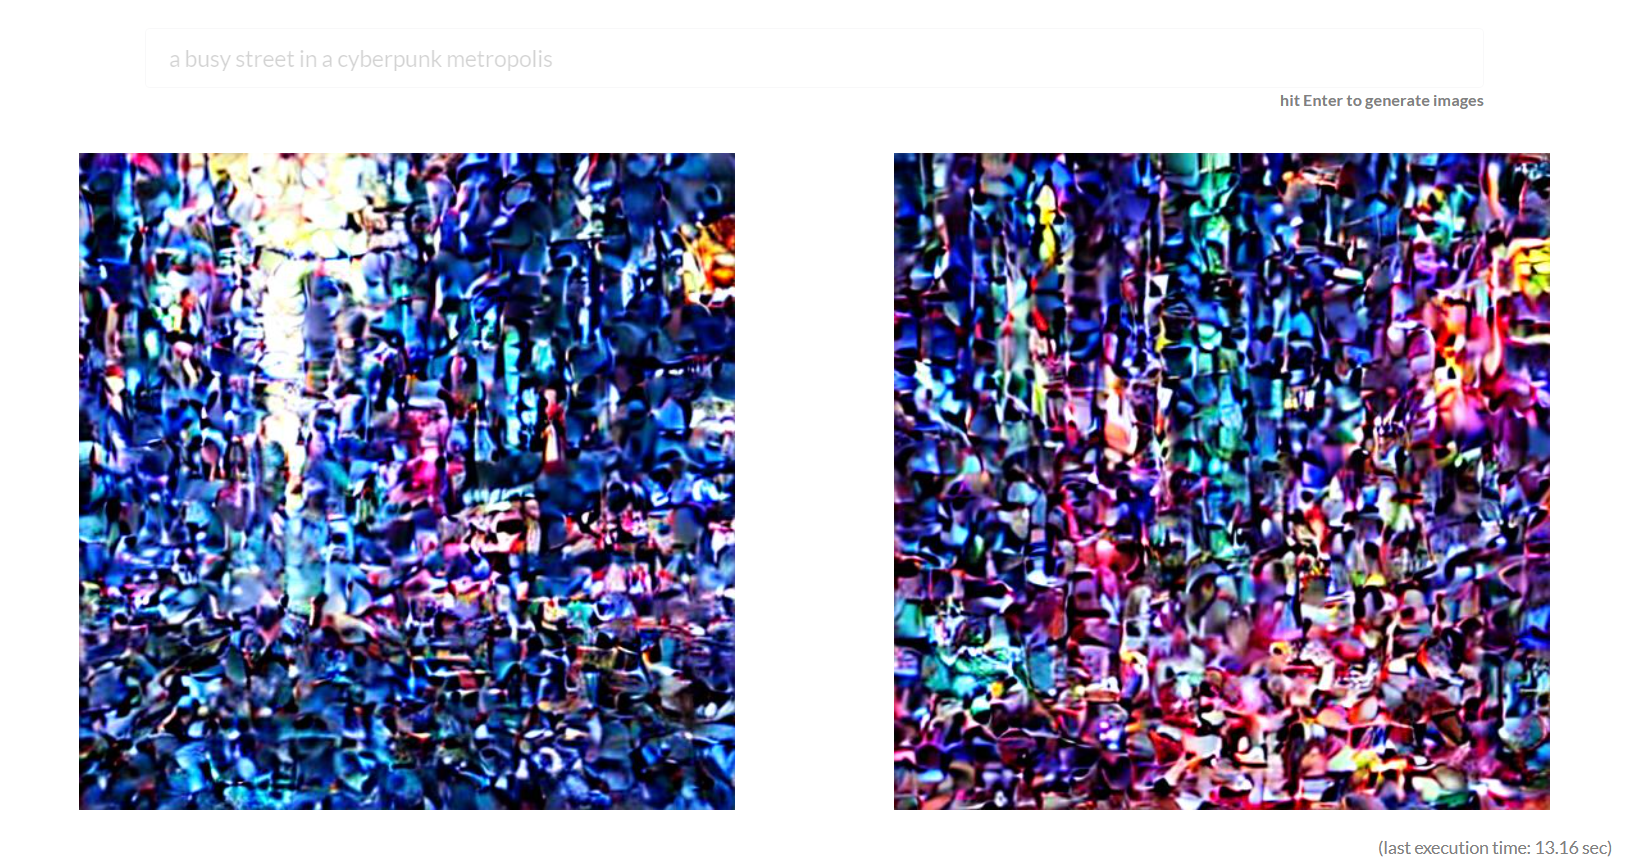 a busy street in a cyberpunk metropolis
hit Enter to generate images
(last execution time: 13.16 sec)